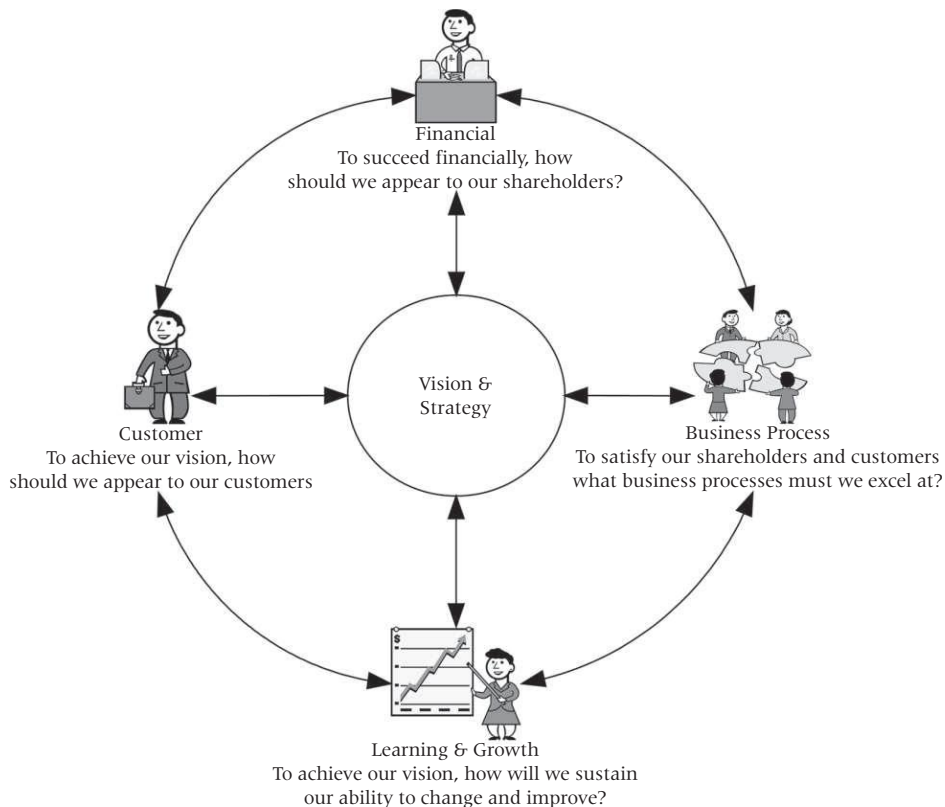 Financial
To succeed financially, how
should we appear to our shareholders?
Vision &
Strategy
Customer
To achieve our vision, how
should we appear to our customers
Business Process
To satisfy our shareholders and customers
what business processes must we excel at?
$
Learning & Growth
To achieve our vision, how will we sustain
our ability to change and improve?